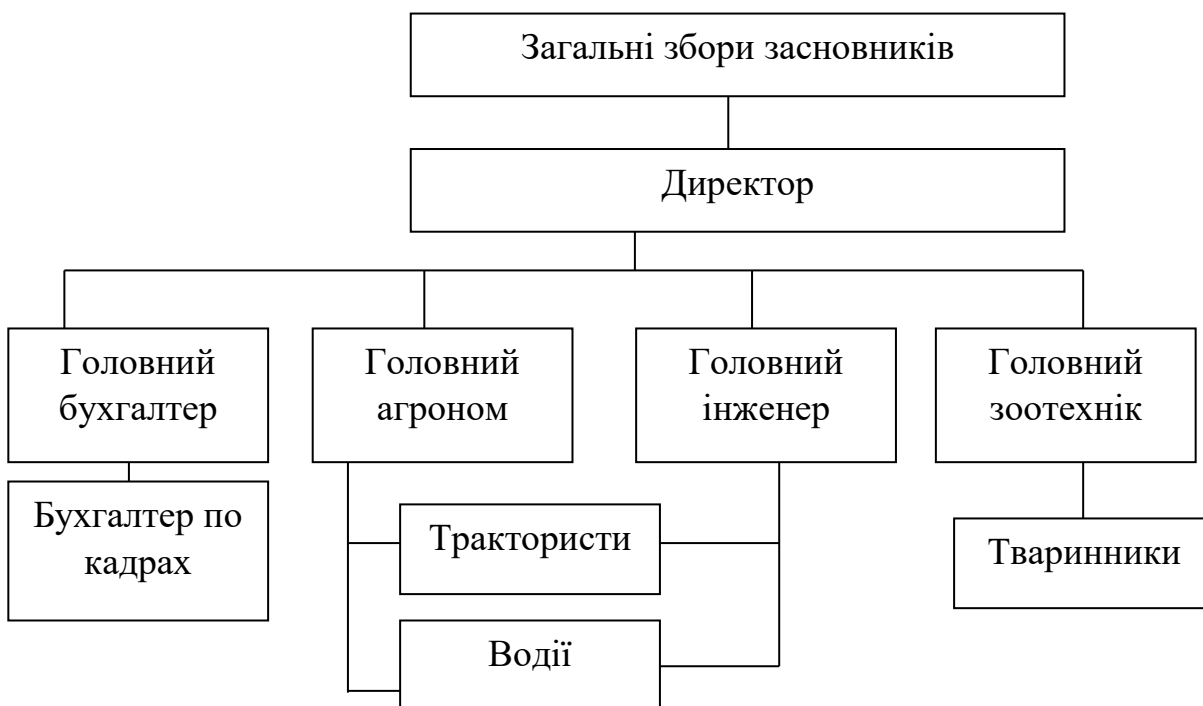 Загальні збори засновників
Директор
Головний
бухгалтер
Головний
агроном
Головний
інженер
Головний
зоотехнік
Бухгалтер по
кадрах
Трактористи
Тваринники
Водії